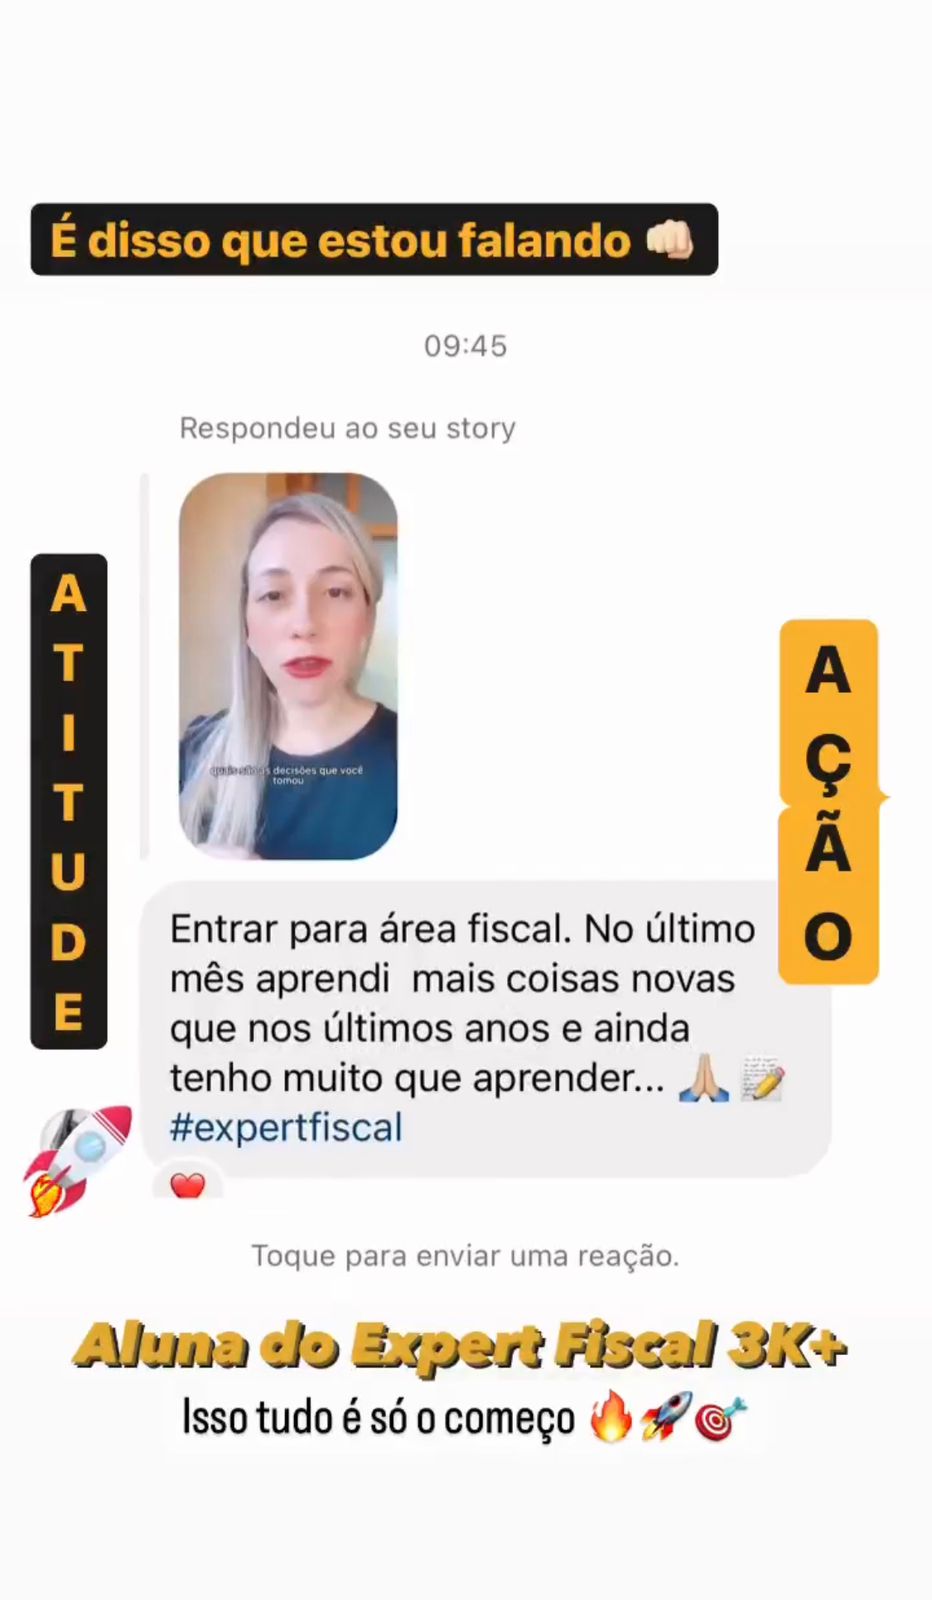 É disso que estou falando 👊🏻
09:45
Respondeu ao seu story
quais são as decisões que você
tomou
ATITUDE
AÇÃO
Entrar para área fiscal. No último
mês aprendi  mais coisas novas
que nos últimos anos e ainda
tenho muito que aprender... 🙏🏼 📝
#expertfiscal
❤️
Toque para enviar uma reação.
Aluna do Expert Fiscal 3K+
Isso tudo é só o começo 🔥🚀🎯